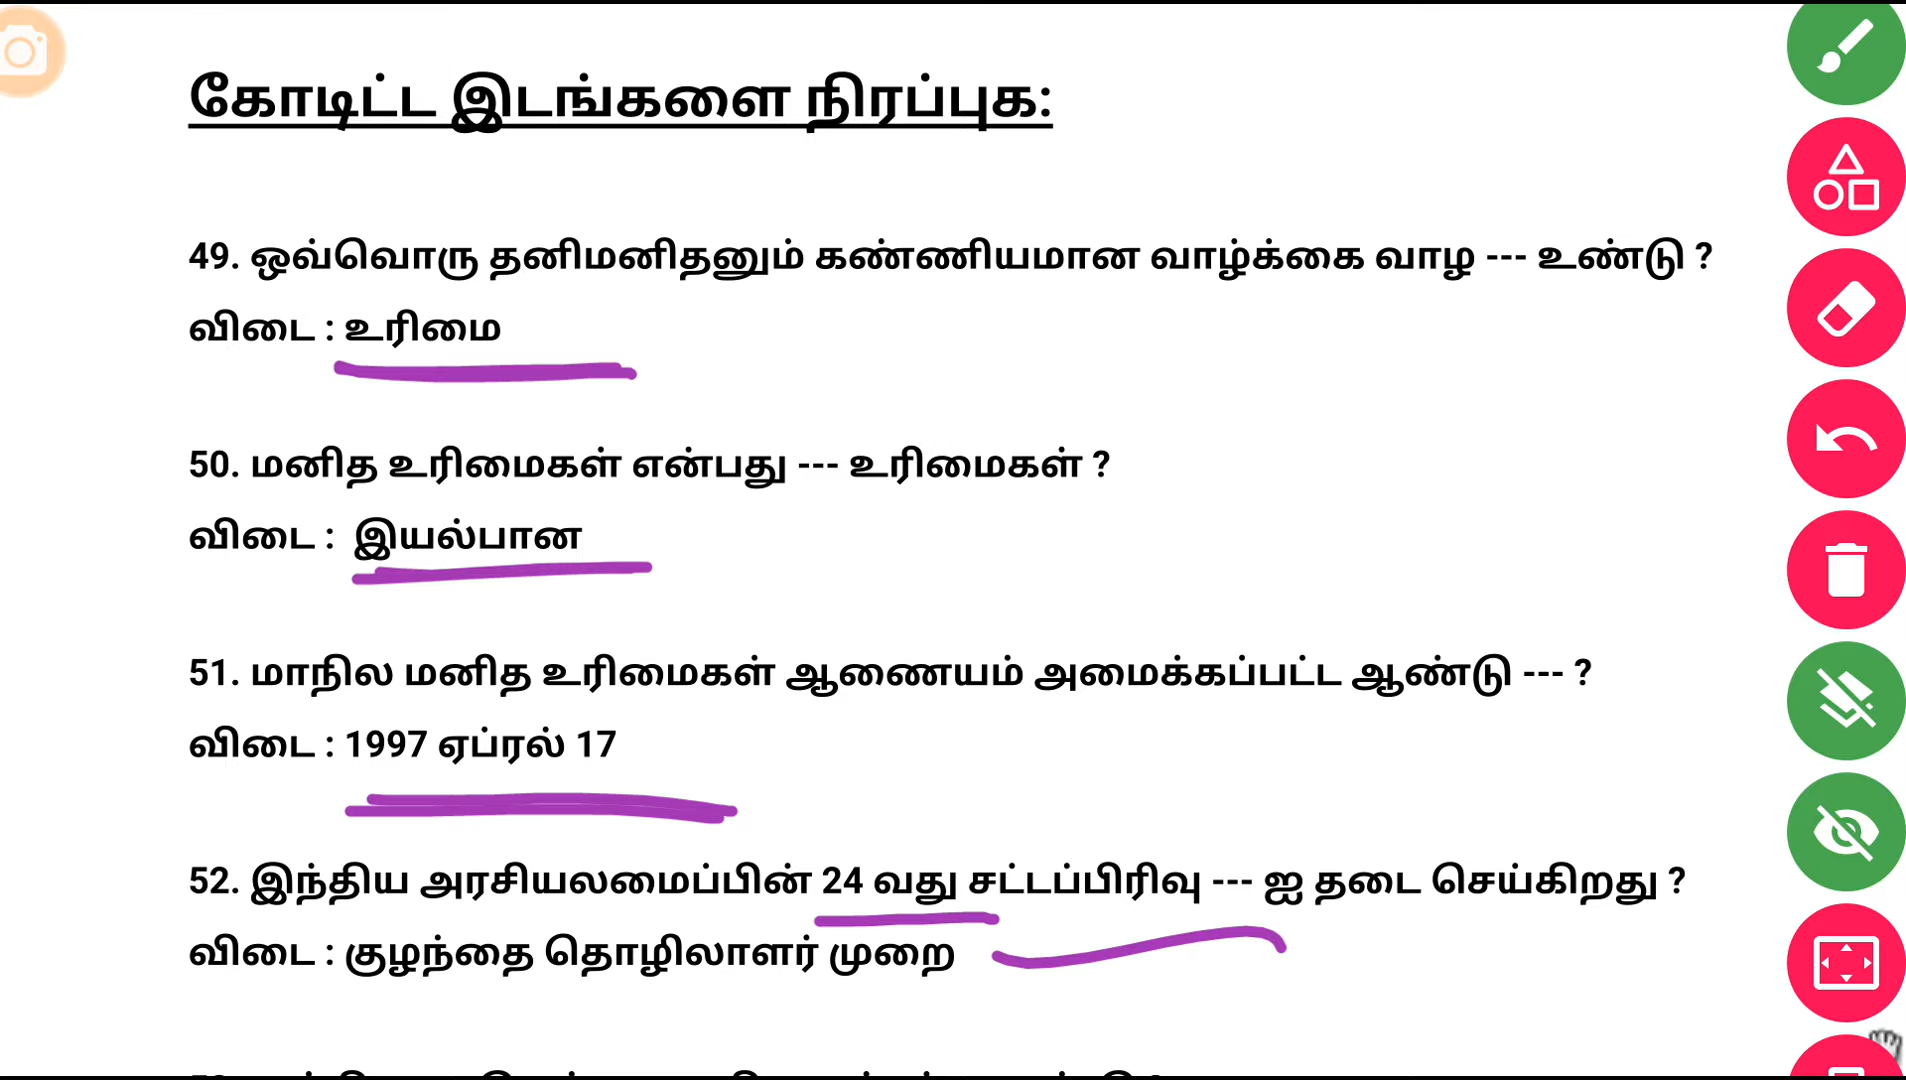 கோடிட்ட இடங்களை நிரப்புக:
49. ஒவ்வொரு தனிமனிதனும் கண்ணியமான வாழ்க்கை வாழ --- உண்டு ?
விடை : உரிமை
50. மனித உரிமைகள் என்பது --- உரிமைகள் ?
விடை : இயல்பான
51. மாநில மனித உரிமைகள் ஆணையம் அமைக்கப்பட்ட ஆண்டு --- ?
விடை : 1997 ஏப்ரல் 17
52. இந்திய அரசியலமைப்பின் 24 வது சட்டப்பிரிவு --- ஐ தடை செய்கிறது ?
விடை : குழந்தை தொழிலாளர் முறை